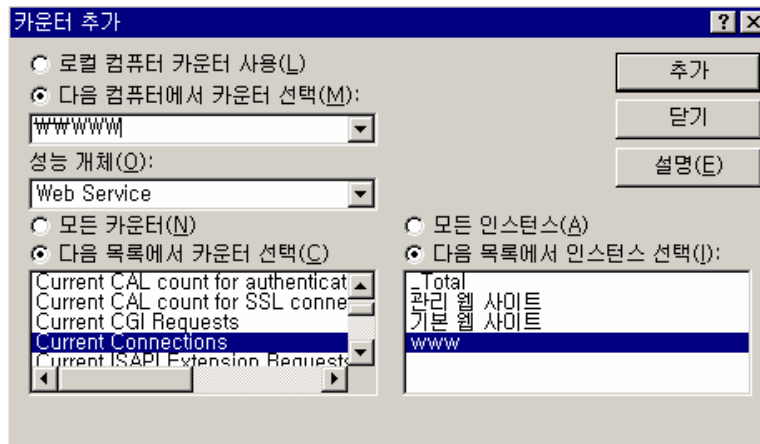 카운터 추가
로컬 컴퓨터 카운터 사용(L)
다음 컴퓨터에서 카운터 선택(M):
₩₩WWW
성능 개체(O):
Web Service
모든 카운터(N)
다음 목록에서 카운터 선택(C)
Current CAL count for authenticat
Current CAL count for SSL conne
Current CGI Requests
Current Connections
Current ISAPI Extension Requests
모든 인스턴스(A)
다음 목록에서 인스턴스 선택(I):
_Total
관리 웹 사이트
기본 웹 사이트
www
추가
닫기
설명(E)